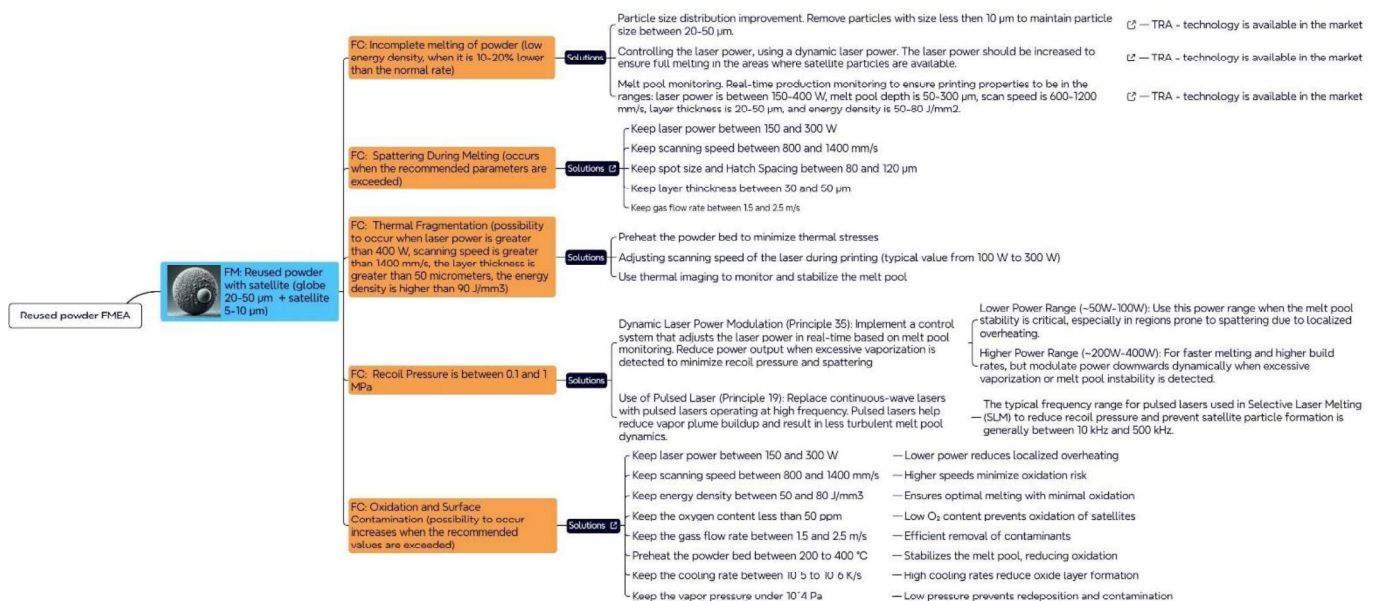 Reused powder FMEA
FM: Reused powder
with satellite (globe
20-50 µm + satellite
5-10 µm)
FC: Incomplete melting of powder (low
energy density, when it is 10-20% lower
than the normal rate)
Solutions
Particle size distribution improvement. Remove particles with size less then 10 µm to maintain particle
size between 20-50 µm.
— TRA - technology is available in the market
Controlling the laser power, using a dynamic laser power. The laser power should be increased to
ensure full melting in the areas where satellite particles are available.
— TRA - technology is available in the market
Melt pool monitoring. Real-time production monitoring to ensure printing properties to be in the
ranges: laser power is between 150-400 W, melt pool depth is 50-300 µm, scan speed is 600-1200
mm/s, layer thickness is 20-50 µm, and energy density is 50-80 J/mm2.
— TRA - technology is available in the market
FC: Spattering During Melting (occurs
when the recommended parameters are
exceeded)
Solutions
Keep laser power between 150 and 300 W
Keep scanning speed between 800 and 1400 mm/s
Keep spot size and Hatch Spacing between 80 and 120 µm
Keep layer thinckness between 30 and 50 µm
Keep gas flow rate between 1.5 and 2.5 m/s
FC: Thermal Fragmentation (possibility
to occur when laser power is greater
than 400 W, scanning speed is greater
than 1400 mm/s, the layer thickness is
greater than 50 micrometers, the energy
density is higher than 90 J/mm3)
Solutions
Preheat the powder bed to minimize thermal stresses
Adjusting scanning speed of the laser during printing (typical value from 100 W to 300 W)
Use thermal imaging to monitor and stabilize the melt pool
FC: Recoil Pressure is between 0.1 and 1
MPa
Solutions
Dynamic Laser Power Modulation (Principle 35): Implement a control
system that adjusts the laser power in real-time based on melt pool
monitoring. Reduce power output when excessive vaporization is
detected to minimize recoil pressure and spattering
Lower Power Range (~50W-100W): Use this power range when the melt pool
stability is critical, especially in regions prone to spattering due to localized
overheating.
Higher Power Range (~200W-400W): For faster melting and higher build
rates, but modulate power downwards dynamically when excessive
vaporization or melt pool instability is detected.
Use of Pulsed Laser (Principle 19): Replace continuous-wave lasers
with pulsed lasers operating at high frequency. Pulsed lasers help
reduce vapor plume buildup and result in less turbulent melt pool
dynamics.
The typical frequency range for pulsed lasers used in Selective Laser Melting
(SLM) to reduce recoil pressure and prevent satellite particle formation is
generally between 10 kHz and 500 kHz.
FC: Oxidation and Surface
Contamination (possibility to occur
increases when the recommended
values are exceeded)
Solutions
Keep laser power between 150 and 300 W — Lower power reduces localized overheating
Keep scanning speed between 800 and 1400 mm/s — Higher speeds minimize oxidation risk
Keep energy density between 50 and 80 J/mm3 — Ensures optimal melting with minimal oxidation
Keep the oxygen content less than 50 ppm — Low O₂ content prevents oxidation of satellites
Keep the gass flow rate between 1.5 and 2.5 m/s — Efficient removal of contaminants
Preheat the powder bed between 200 to 400 °C — Stabilizes the melt pool, reducing oxidation
Keep the cooling rate between 10ˆ5 to 10ˆ6 K/s — High cooling rates reduce oxide layer formation
Keep the vapor pressure under 10ˆ4 Pa — Low pressure prevents redeposition and contamination